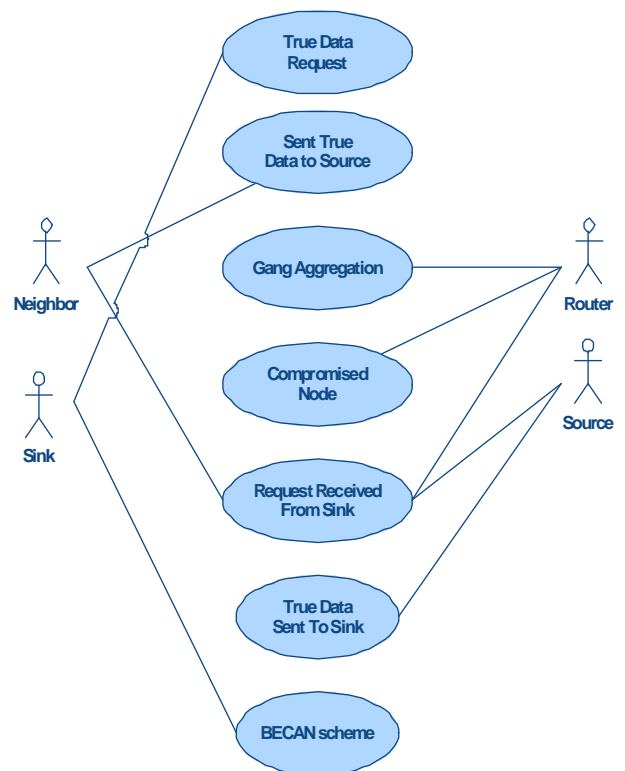 True Data
Request
Sent True
Data to Source
Neighbor
Gang Aggregation
Router
Compromised
Node
Sink
Source
Request Received
From Sink
True Data
Sent To Sink
BECAN scheme